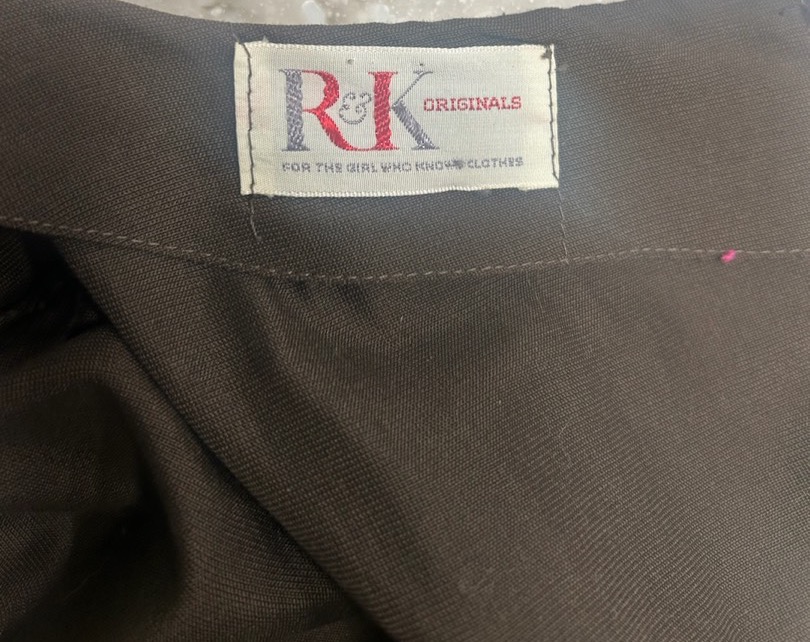 R&K ORIGINALS
FOR THE GIRL WHO KNOWS CLOTHES